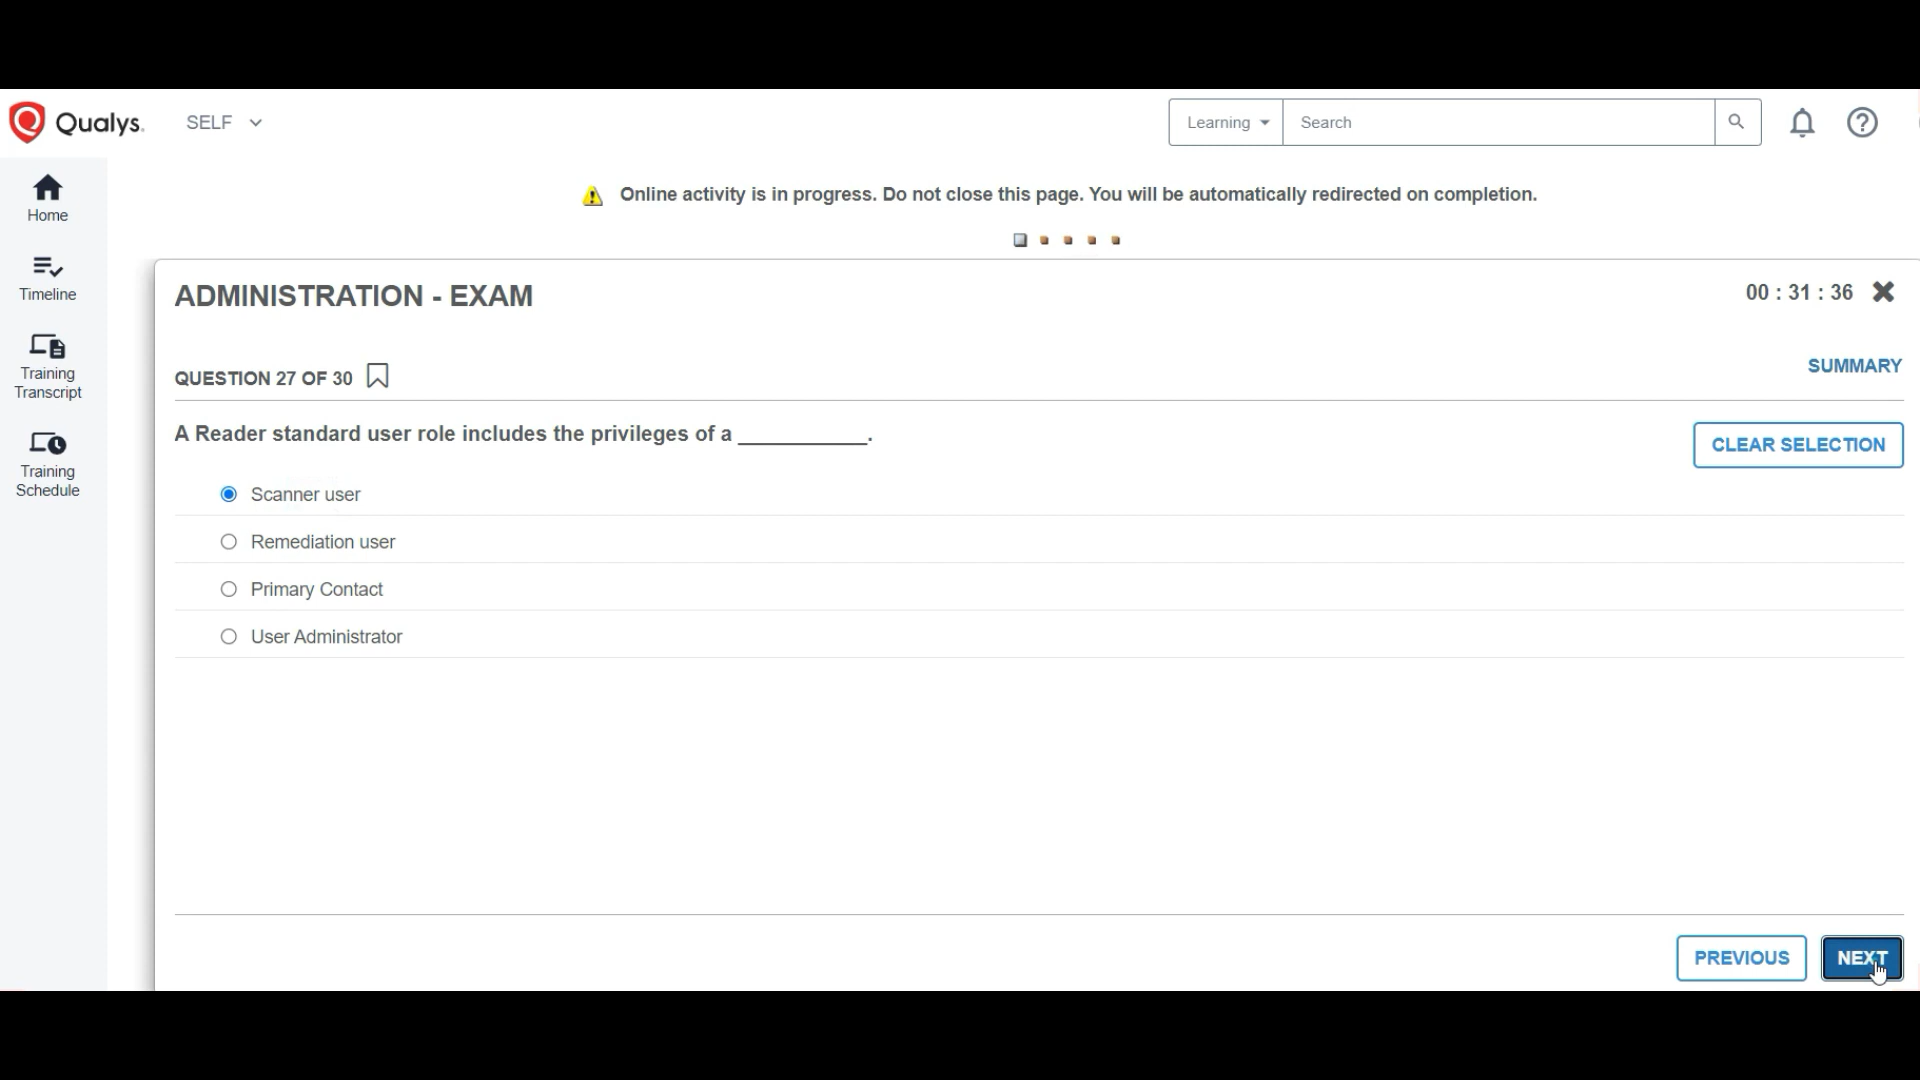 Qualys.
SELF
Learning
Search
Home
Timeline
Training
Transcript
Training
Schedule
Online activity is in progress. Do not close this page. You will be automatically redirected on completion.
ADMINISTRATION - EXAM
00 : 31 : 36
QUESTION 27 OF 30
SUMMARY
A Reader standard user role includes the privileges of a ___________.
CLEAR SELECTION
Scanner user
Remediation user
Primary Contact
User Administrator
PREVIOUS
NEXT